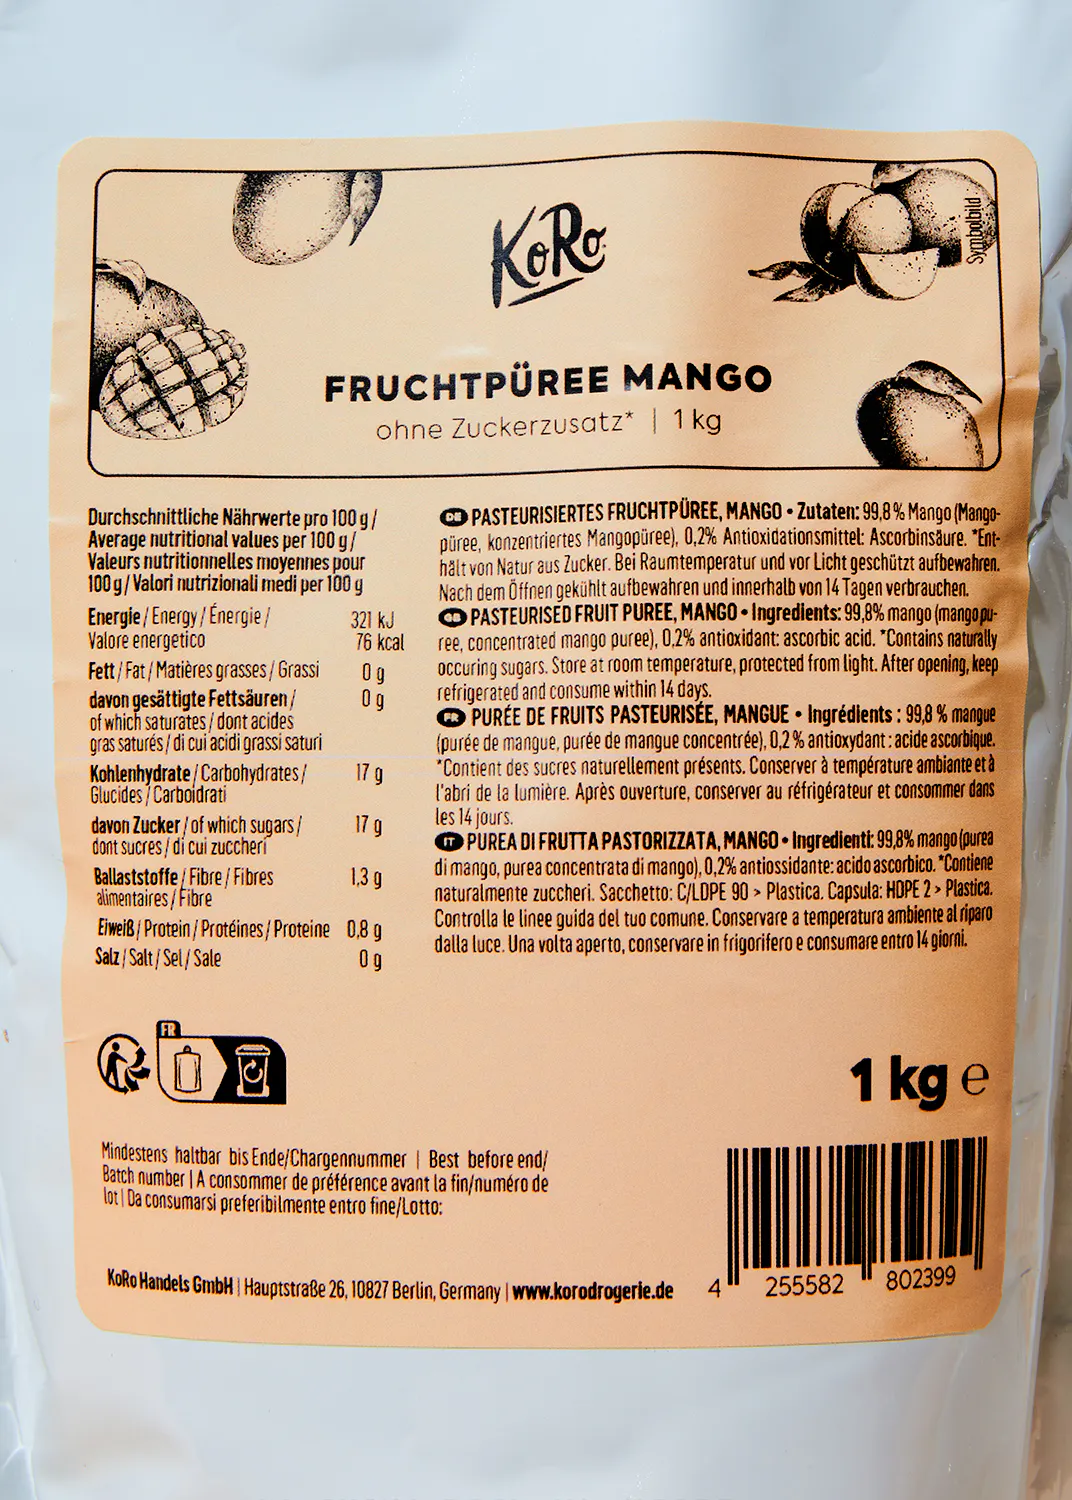 Symbolbild
KoRo
FRUCHTPÜREE MANGO
ohne Zuckerzusatz* | 1 kg
Durchschnittliche Nährwerte pro 100 g /
Average nutritional values per 100 g /
Valeurs nutritionnelles moyennes pour
100 g / Valori nutrizionali medi per 100 g
Energie / Energy / Énergie / 321 kJ
Valore energetico 76 kcal
Fett / Fat / Matières grasses / Grassi 0 g
davon gesättigte Fettsäuren / 0 g
of which saturates / dont acides
gras saturés / di cui acidi grassi saturi
Kohlenhydrate / Carbohydrates / 17 g
Glucides / Carboidrati
davon Zucker / of which sugars / 17 g
dont sucres / di cui zuccheri
Ballaststoffe / Fibre / Fibres 1,3 g
alimentaires / Fibre
Eiweiß / Protein / Protéines / Proteine 0,8 g
Salz / Salt / Sel / Sale 0 g
DE PASTEURISIERTES FRUCHTPÜREE, MANGO • Zutaten: 99,8 % Mango (Mango-
püree, konzentriertes Mangopüree), 0,2% Antioxidationsmittel: Ascorbinsäure. *Ent-
hält von Natur aus Zucker. Bei Raumtemperatur und vor Licht geschützt aufbewahren.
Nach dem Öffnen gekühlt aufbewahren und innerhalb von 14 Tagen verbrauchen.
GB PASTEURISED FRUIT PUREE, MANGO • Ingredients: 99,8% mango (mango pu-
ree, concentrated mango puree), 0,2% antioxidant: ascorbic acid. *Contains naturally
occuring sugars. Store at room temperature, protected from light. After opening, keep
refrigerated and consume within 14 days.
FR PURÉE DE FRUITS PASTEURISÉE, MANGUE • Ingrédients : 99,8 % mangue
(purée de mangue, purée de mangue concentrée), 0,2 % antioxydant : acide ascorbique.
*Contient des sucres naturellement présents. Conserver à température ambiante et à
l'abri de la lumière. Après ouverture, conserver au réfrigérateur et consommer dans
les 14 jours.
IT PUREA DI FRUTTA PASTORIZZATA, MANGO • Ingredienti: 99,8% mango (purea
di mango, purea concentrata di mango), 0,2% antiossidante: acido ascorbico. *Contiene
naturalmente zuccheri. Sacchetto: C/LDPE 90 > Plastica. Capsula: HDPE 2 > Plastica.
Controlla le linee guida del tuo comune. Conservare a temperatura ambiente al riparo
dalla luce. Una volta aperto, conservare in frigorifero e consumare entro 14 giorni.
FR
1 kg e
Mindestens haltbar bis Ende/Chargennummer | Best before end/
Batch number | A consommer de préférence avant la fin/numéro de
lot | Da consumarsi preferibilmente entro fine/Lotto:
KoRo Handels GmbH | Hauptstraße 26, 10827 Berlin, Germany | www.korodrogerie.de
4 255582 802399